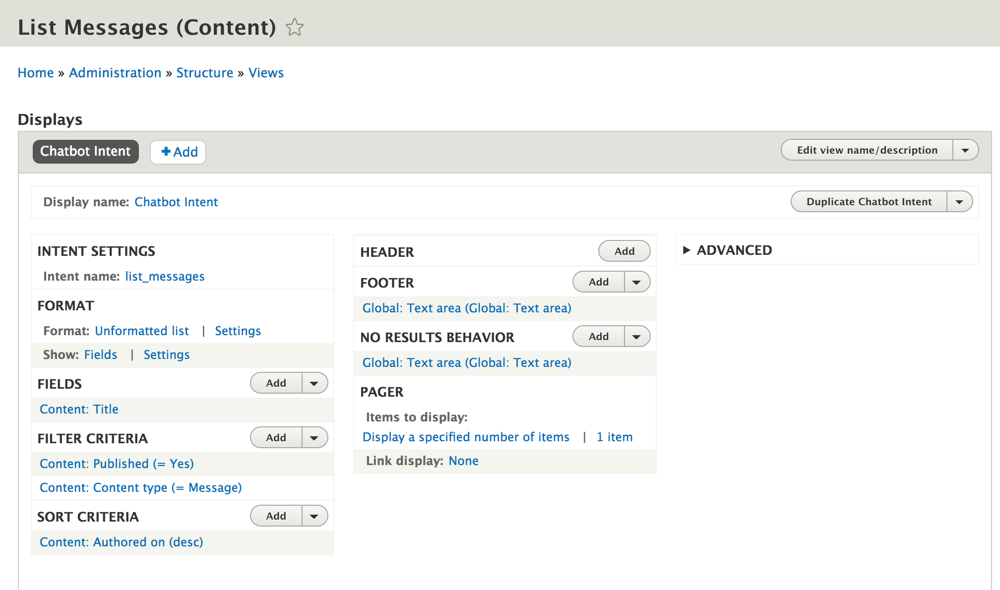 List Messages (Content)
Home » Administration » Structure » Views
Displays
Chatbot Intent
Add
Edit view name/description
Display name: Chatbot Intent
Duplicate Chatbot Intent
INTENT SETTINGS
Intent name: list_messages
FORMAT
Format: Unformatted list | Settings
Show: Fields | Settings
FIELDS
Add
Content: Title
FILTER CRITERIA
Add
Content: Published (= Yes)
Content: Content type (= Message)
SORT CRITERIA
Add
Content: Authored on (desc)
HEADER
Add
FOOTER
Add
Global: Text area (Global: Text area)
NO RESULTS BEHAVIOR
Add
Global: Text area (Global: Text area)
PAGER
Items to display:
Display a specified number of items | 1 item
Link display: None
ADVANCED